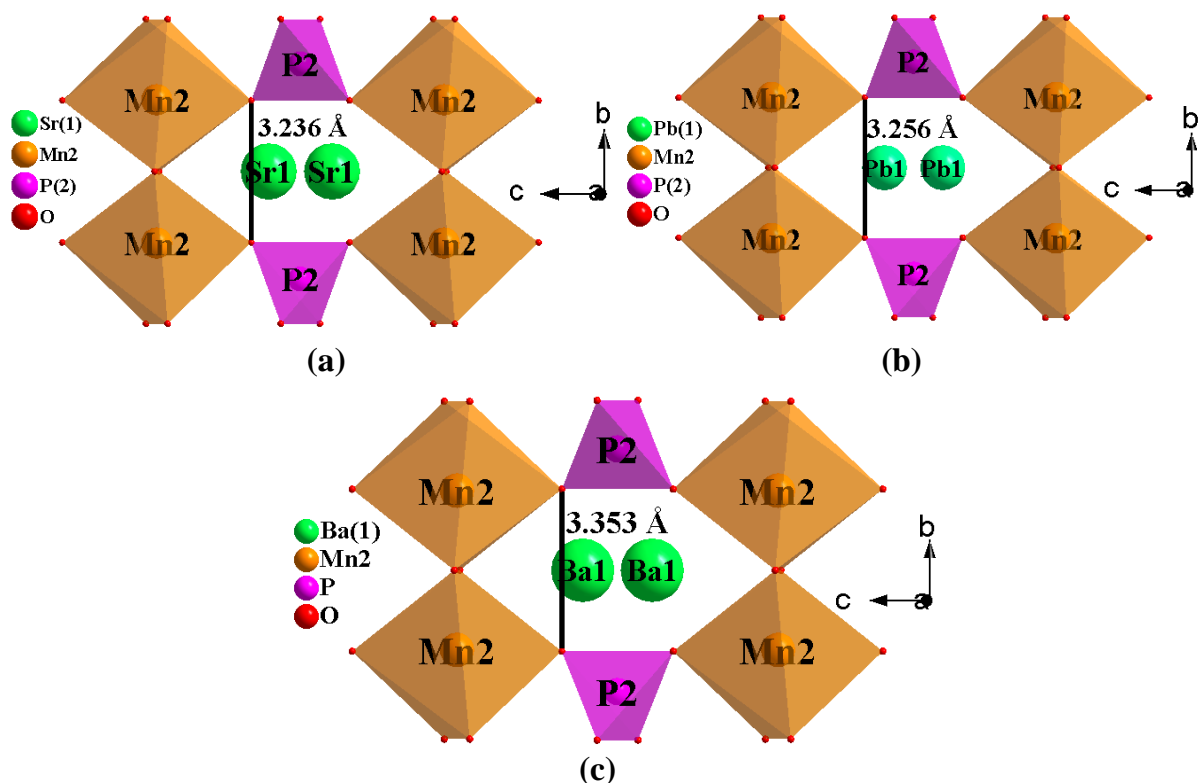 P2
Mn2 Mn2
Sr(1)
Mn2
P(2)
O
3.236 Å
Sr1 Sr1
b
c a
Mn2 Mn2
P2
(a)
P2
Mn2 Mn2
Pb(1)
Mn2
P(2)
O
3.256 Å
Pb1 Pb1
b
c a
Mn2 Mn2
P2
(b)
P2
Mn2 Mn2
Ba(1)
Mn2
P
O
3.353 Å
Ba1 Ba1
b
c a
Mn2 Mn2
P2
(c)